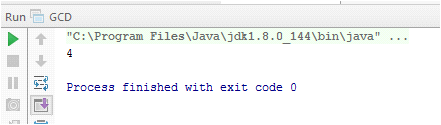 Run GCD
"C:\Program Files\Java\jdk1.8.0_144\bin\java" ...
4
Process finished with exit code 0